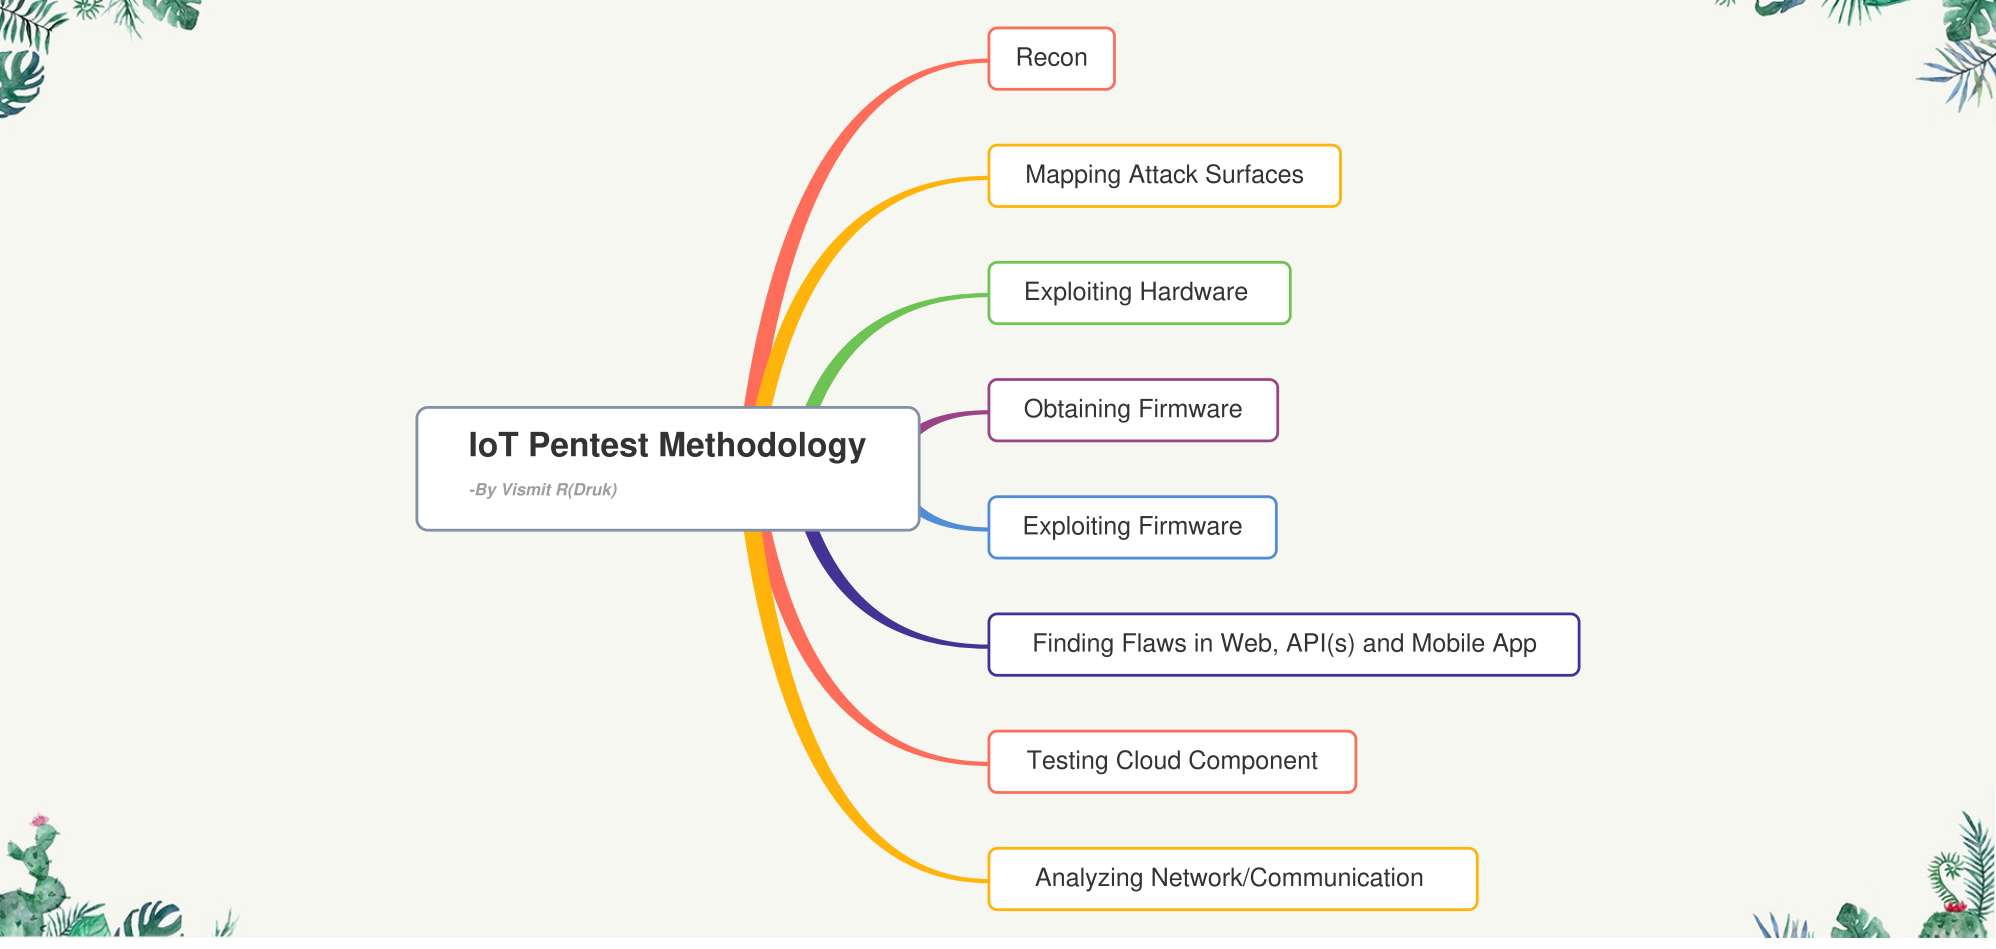 Recon
Mapping Attack Surfaces
Exploiting Hardware
Obtaining Firmware
IoT Pentest Methodology
-By Vismit R(Druk)
Exploiting Firmware
Finding Flaws in Web, API(s) and Mobile App
Testing Cloud Component
Analyzing Network/Communication